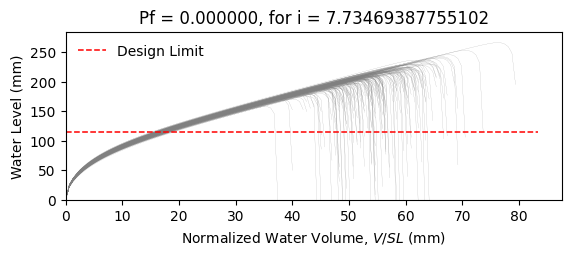 Pf = 0.000000, for i = 7.73469387755102
Design Limit
Water Level (mm)
250
200
150
100
50
0
0 10 20 30 40 50 60 70 80
Normalized Water Volume, V/SL (mm)